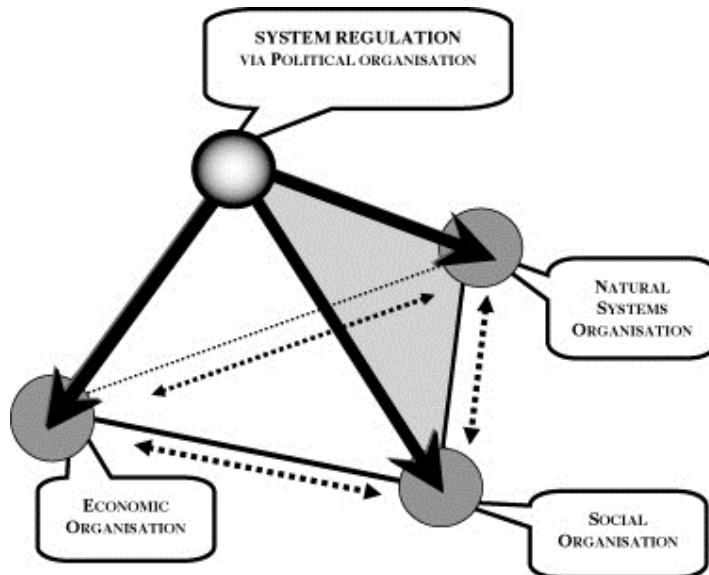 SYSTEM REGULATION
VIA POLITICAL ORGANISATION
NATURAL
SYSTEMS
ORGANISATION
ECONOMIC
ORGANISATION
SOCIAL
ORGANISATION